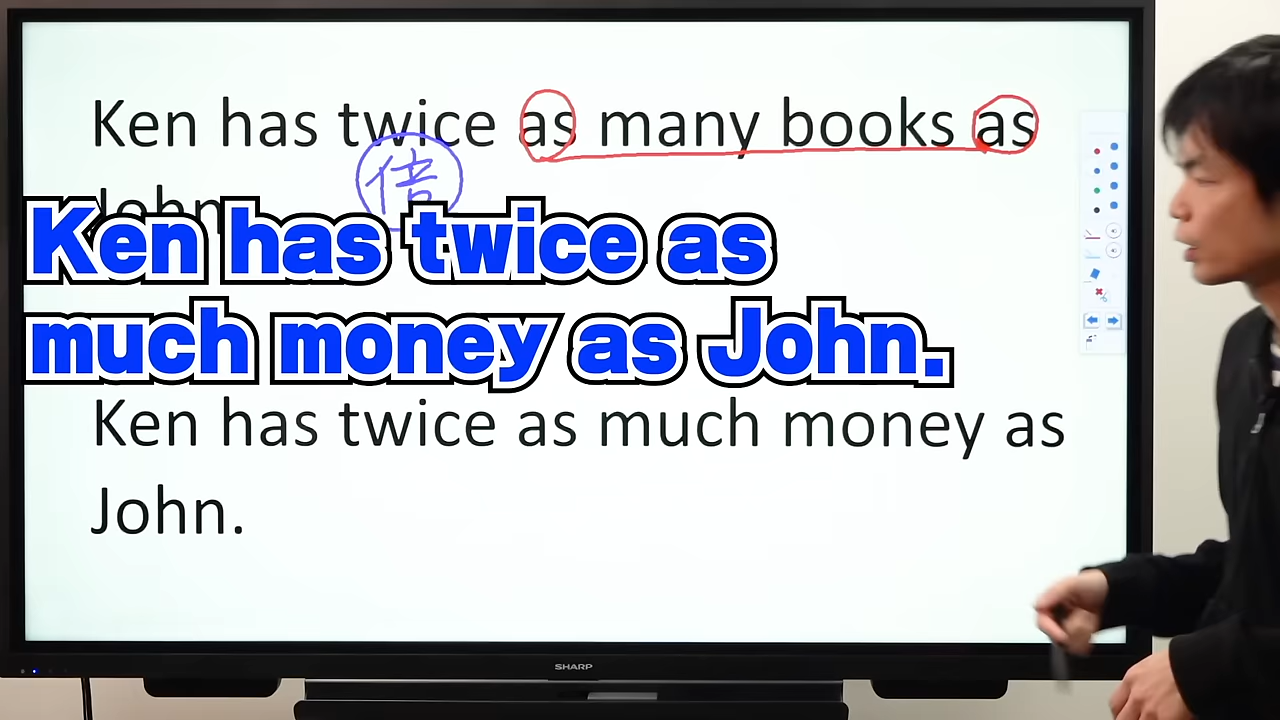 Ken has twice as many books as
倍
John
Ken has twice as
much money as John.
Ken has twice as much money as
John.
SHARP